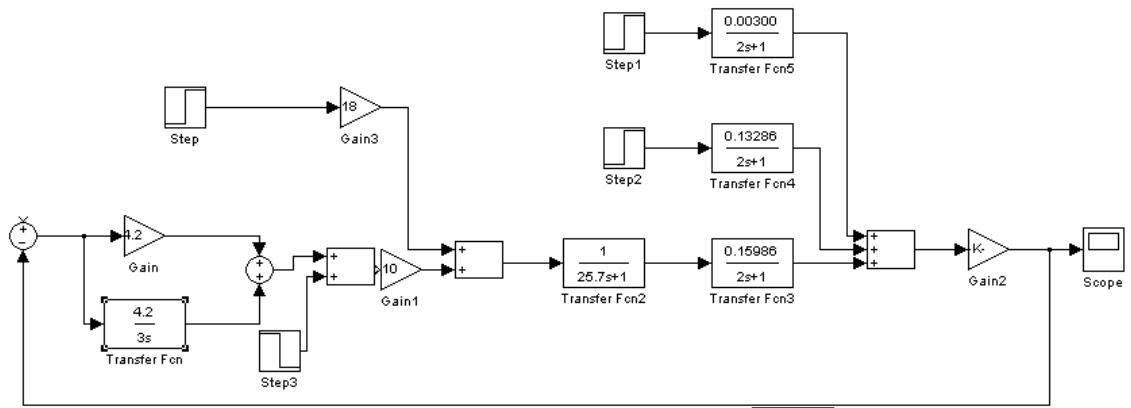 0.00300
2s+1
Step1
Transfer Fcn5
18
Step
Gain3
0.13286
2s+1
Step2
Transfer Fcn4
4.2
Gain
+
−
+
+
+
+
10
Gain1
+
+
1
25.7s+1
Transfer Fcn2
0.15986
2s+1
Transfer Fcn3
+
+
+
K-
Gain2
Scope
4.2
3s
Transfer Fcn
Step3